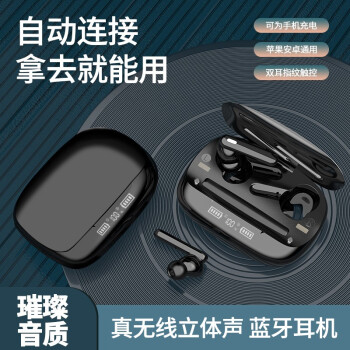 自动连接
拿去就能用
可为手机充电
苹果安卓通用
双耳指纹触控
100
100
璀璨
音质
真无线立体声 蓝牙耳机